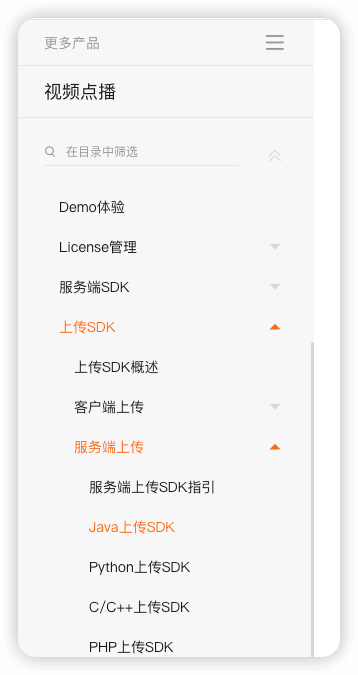 更多产品
视频点播
在目录中筛选
Demo体验
License管理
服务端SDK
上传SDK
上传SDK概述
客户端上传
服务端上传
服务端上传SDK指引
Java上传SDK
Python上传SDK
C/C++上传SDK
PHP上传SDK